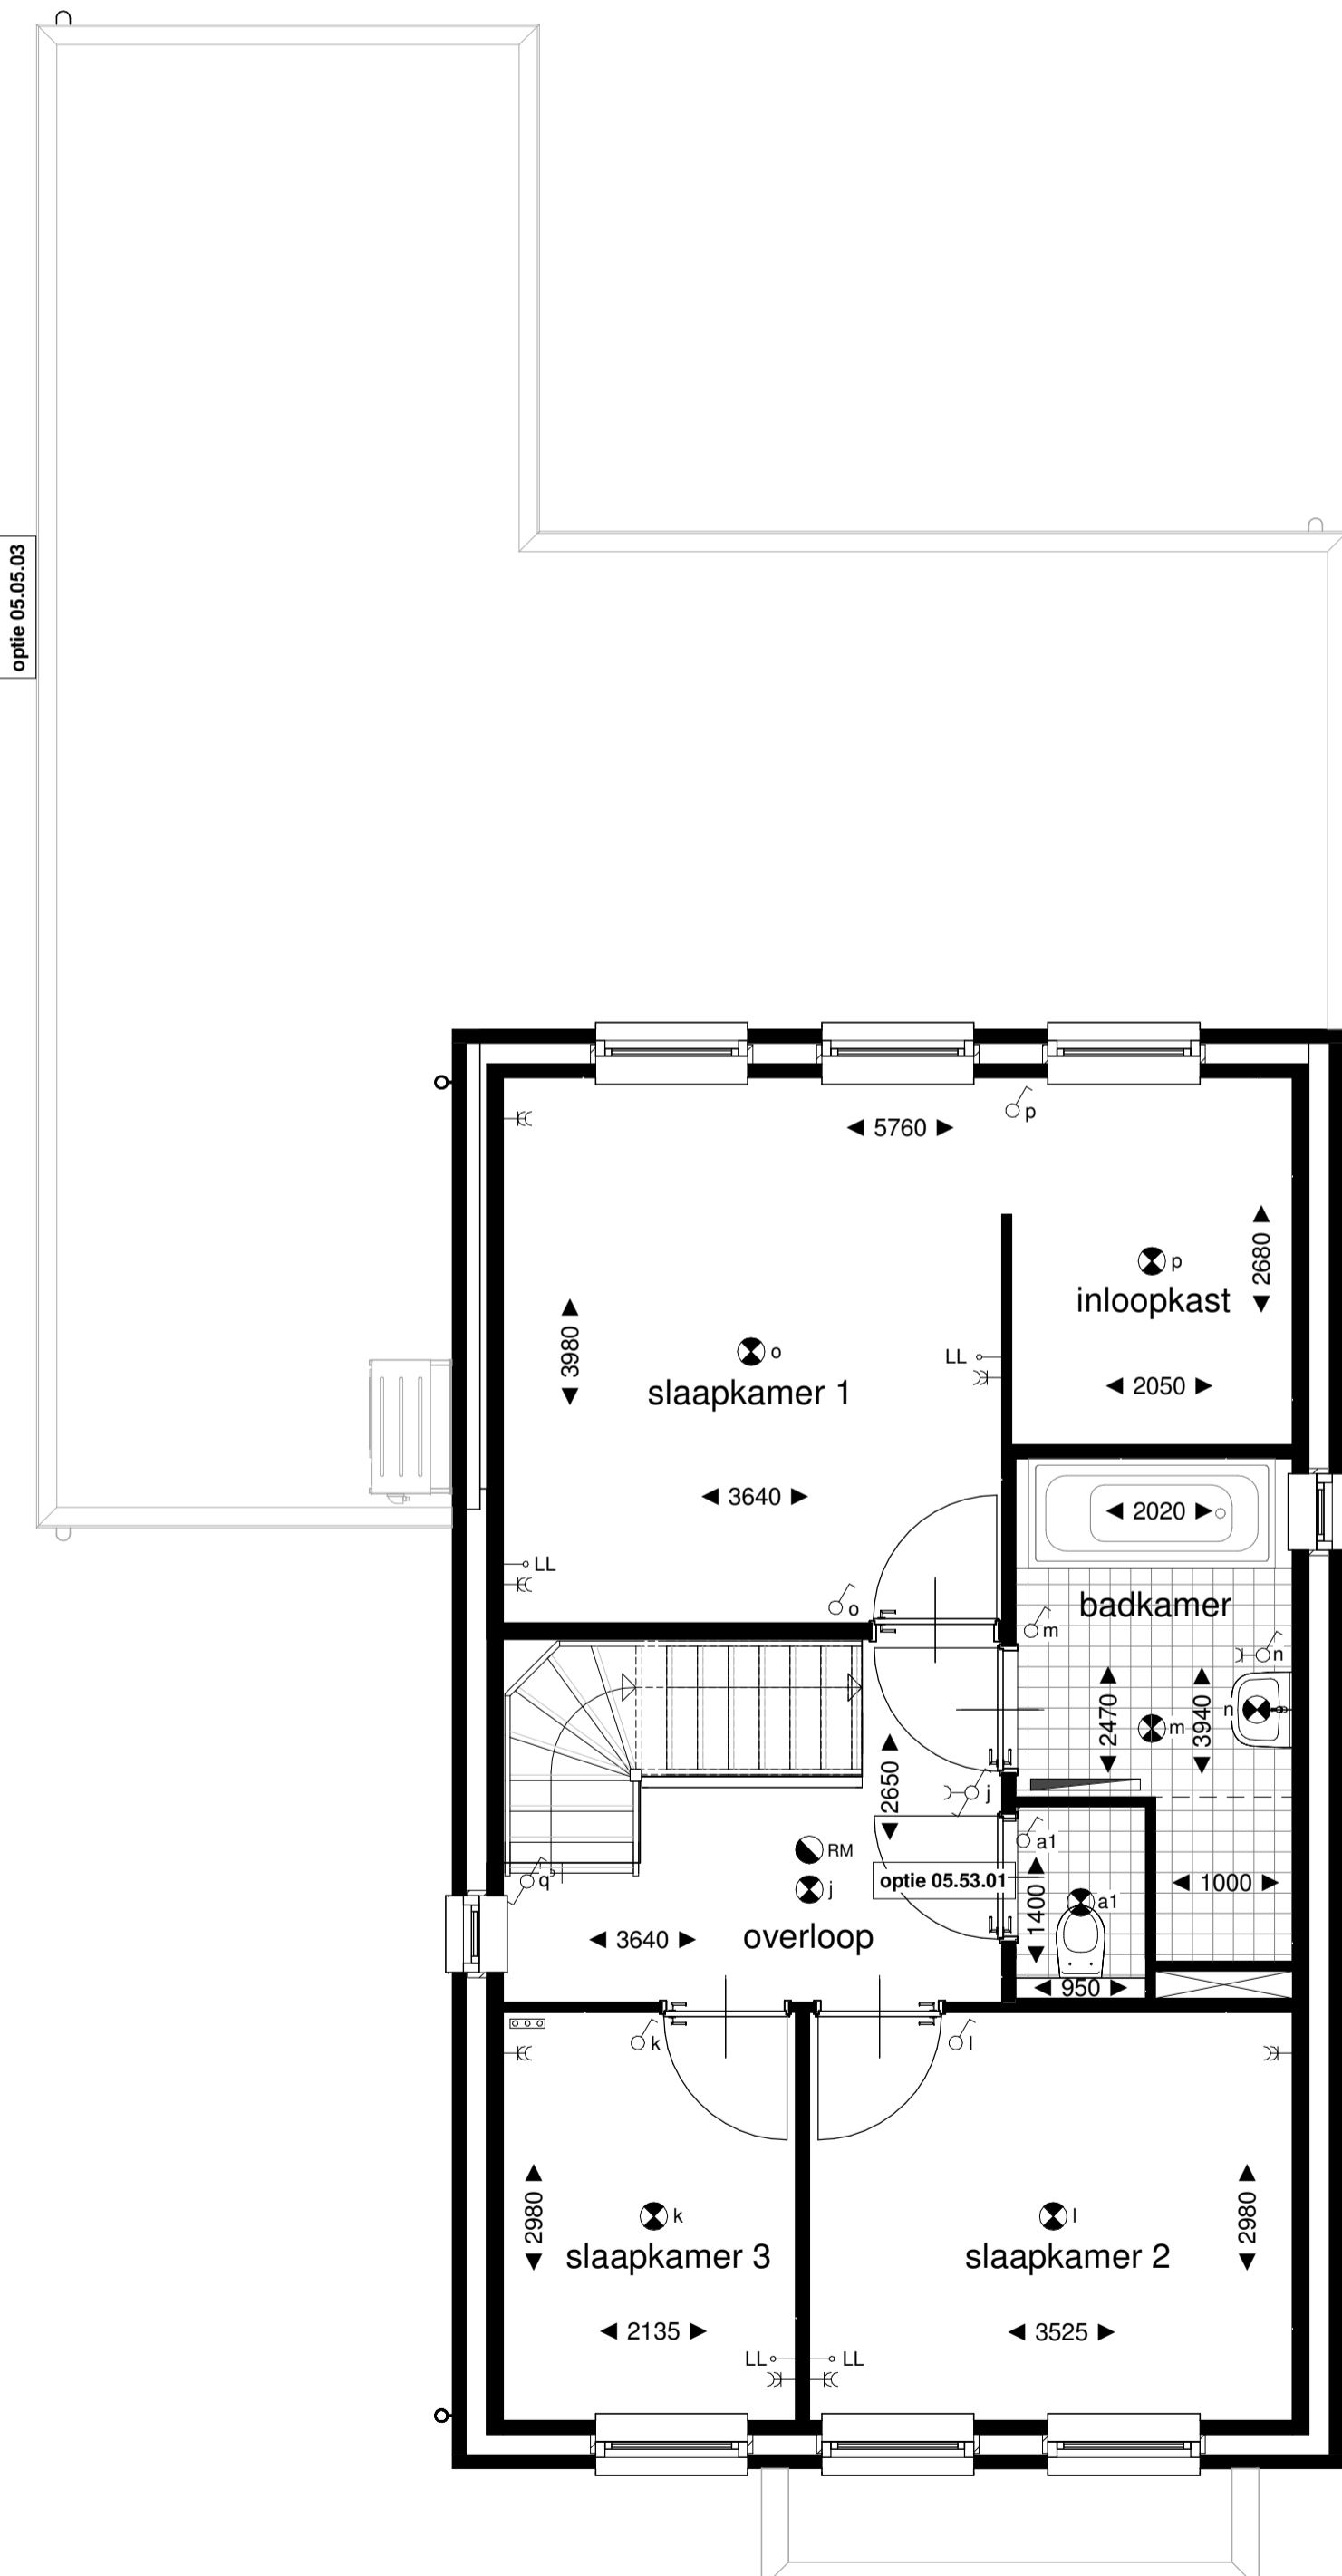 optie 05.05.03
5760
p
p
2680
inloopkast
3980
o
LL
slaapkamer 1
2050
3640
2020
LL
o
badkamer
m
n
2470
m
3940
n
2650
j
RM
a1
optie 05.53.01
j
q
1400
a1
1000
3640
overloop
950
k
l
2980
k
l
2980
slaapkamer 3
slaapkamer 2
2135
3525
LL
LL